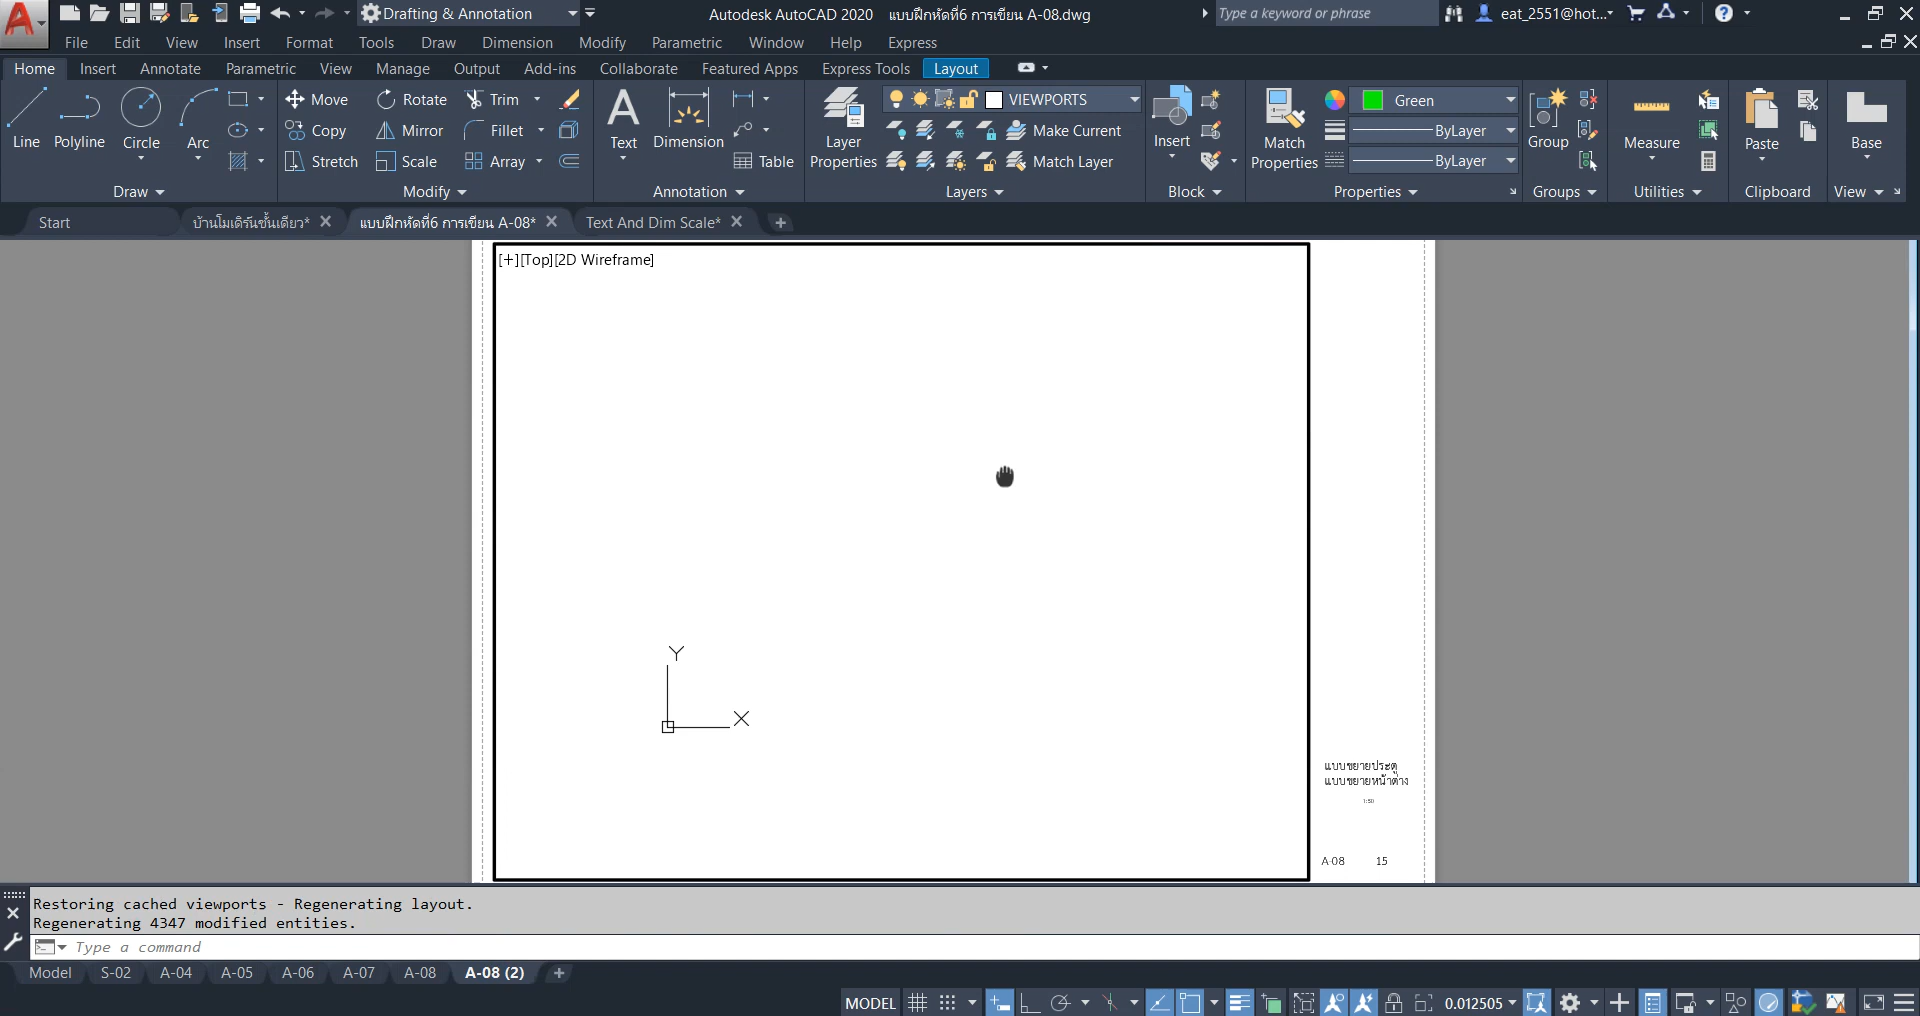 Drafting & Annotation
Autodesk AutoCAD 2020 แบบฝึกหัดที่6 การเขียน A-08.dwg
Type a keyword or phrase
eat_2551@hot...
File Edit View Insert Format Tools Draw Dimension Modify Parametric Window Help Express
Home Insert Annotate Parametric View Manage Output Add-ins Collaborate Featured Apps Express Tools Layout
Move Rotate Trim VIEWPORTS Green
Line Polyline Circle Arc Copy Mirror Fillet Text Dimension Layer Properties Make Current Insert Match Properties ByLayer Group Measure Paste Base
Stretch Scale Array Table Match Layer ByLayer
Draw Modify Annotation Layers Block Properties Groups Utilities Clipboard View
Start บ้านโมเดิร์นชั้นเดียว* แบบฝึกหัดที่6 การเขียน A-08* Text And Dim Scale*
[+][Top][2D Wireframe]
Y
X
แบบขยายประตู
แบบขยายหน้าต่าง
1:50
A-08 15
Restoring cached viewports - Regenerating layout.
Regenerating 4347 modified entities.
Type a command
Model S-02 A-04 A-05 A-06 A-07 A-08 A-08 (2)
MODEL 0.012505